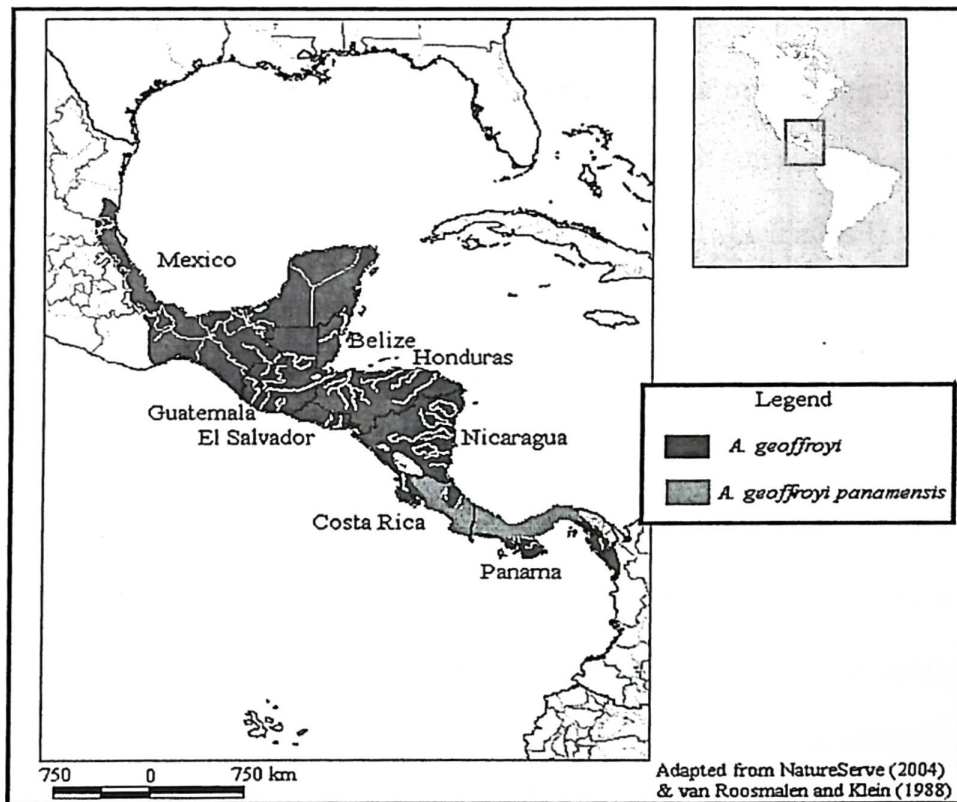 Mexico
Belize
Honduras
Guatemala
El Salvador
Nicaragua
Costa Rica
Panama
Legend
A. geoffroyi
A. geoffroyi panamensis
750 0 750 km
Adapted from NatureServe (2004)
& van Roosmalen and Klein (1988)